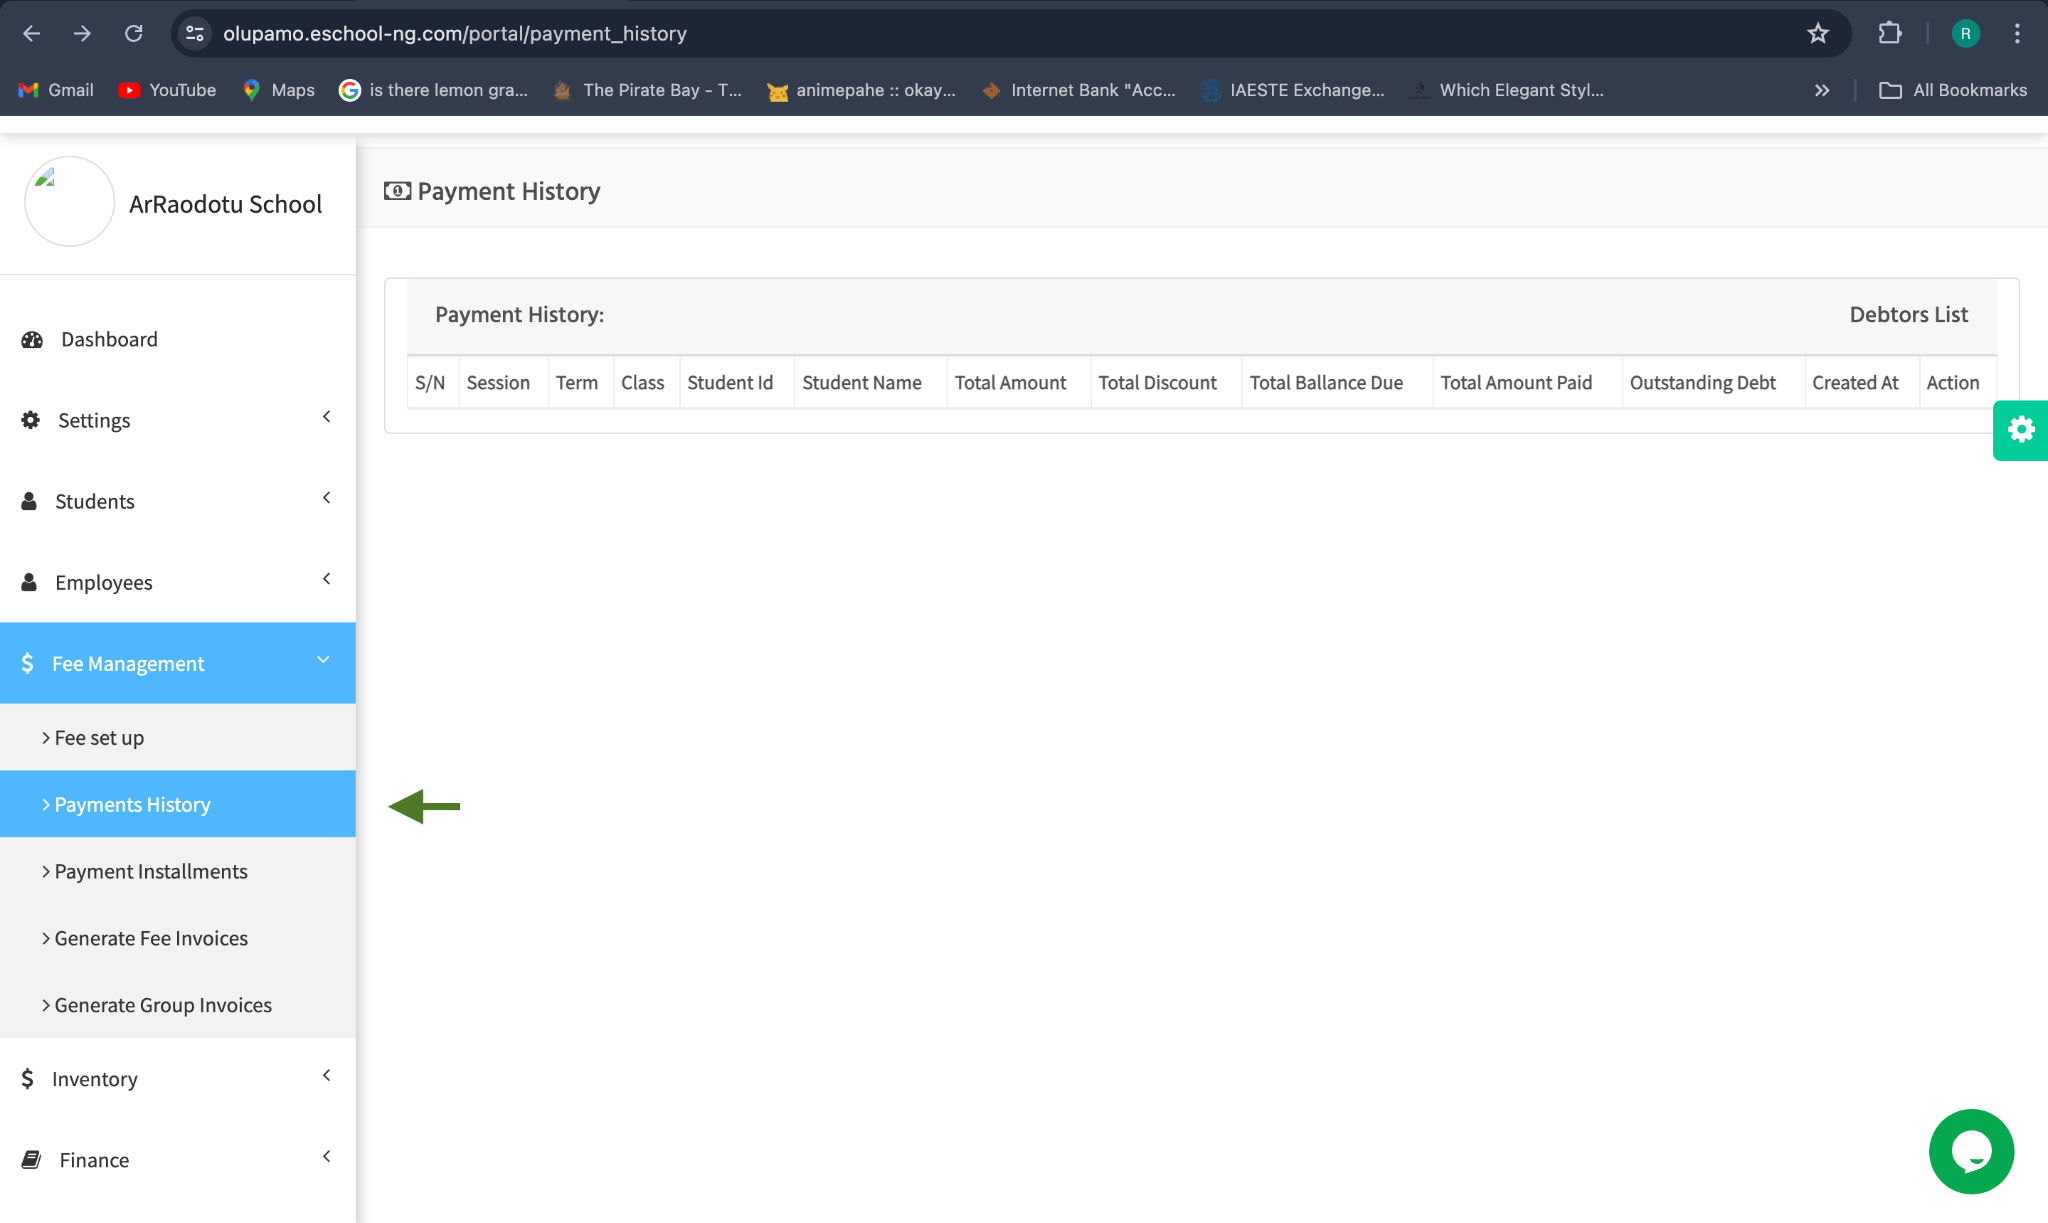 olupamo.eschool-ng.com/portal/payment_history
R
Gmail
YouTube
Maps
is there lemon gra...
The Pirate Bay - T...
animepahe :: okay...
Internet Bank "Acc...
IAESTE Exchange...
Which Elegant Styl...
All Bookmarks
ArRaodotu School
Dashboard
Settings
Students
Employees
$ Fee Management
> Fee set up
> Payments History
> Payment Installments
> Generate Fee Invoices
> Generate Group Invoices
$ Inventory
Finance
Payment History
Payment History:
Debtors List
S/N Session Term Class Student Id Student Name Total Amount Total Discount Total Ballance Due Total Amount Paid Outstanding Debt Created At Action